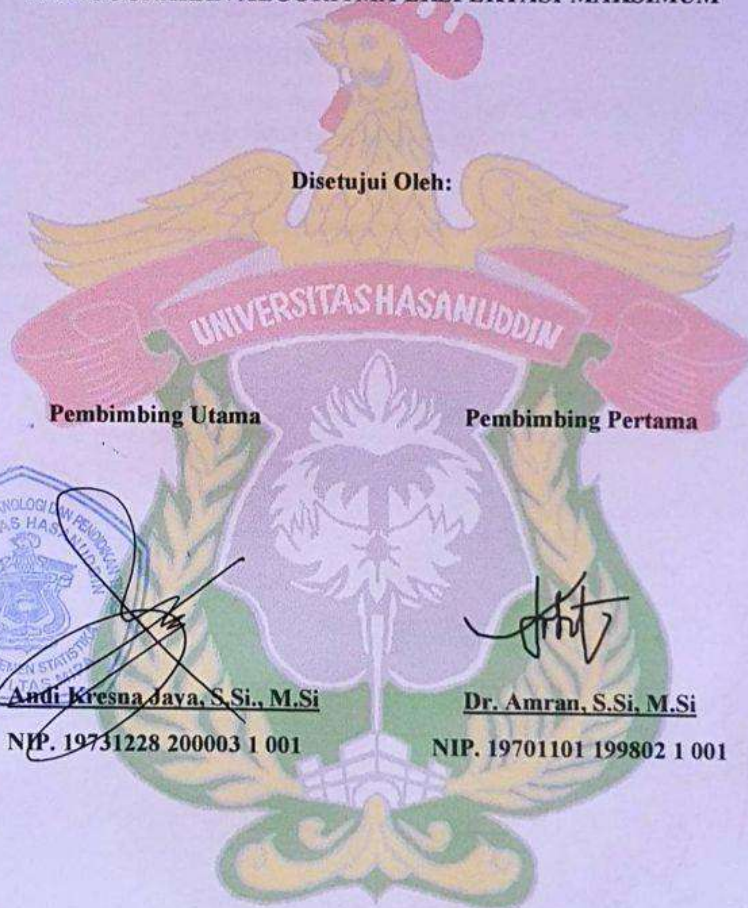 MAKSIMUM
Disetujui Oleh:
UNIVERSITAS HASANUDDIN
Pembimbing Utama
Pembimbing Pertama
Andi Kresna Jaya, S.Si., M.Si
Dr. Amran, S.Si, M.Si
NIP. 19731228 200003 1 001
NIP. 19701101 199802 1 001